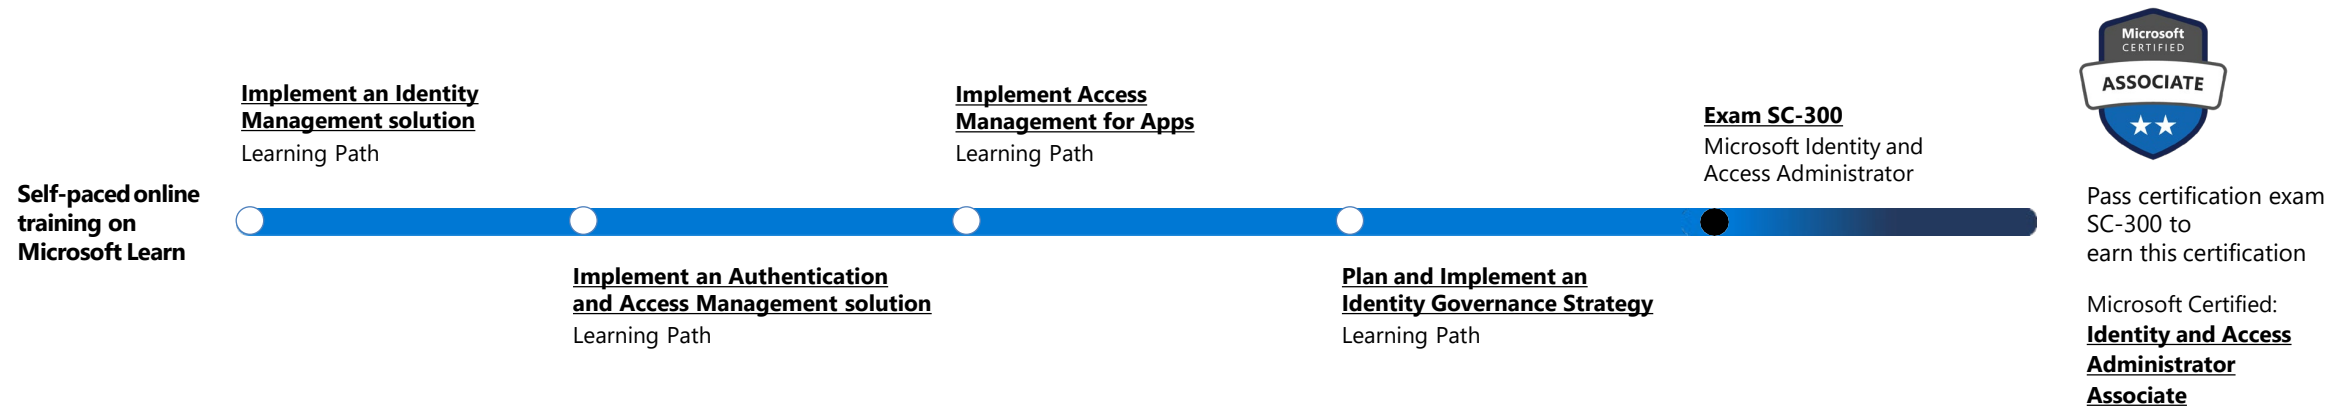 Self-paced online
training on
Microsoft Learn
Implement an Identity
Management solution
Learning Path
Implement an Authentication
and Access Management solution
Learning Path
Implement Access
Management for Apps
Learning Path
Plan and Implement an
Identity Governance Strategy
Learning Path
Exam SC-300
Microsoft Identity and
Access Administrator
Microsoft
CERTIFIED
ASSOCIATE
Pass certification exam
SC-300 to
earn this certification
Microsoft Certified:
Identity and Access
Administrator
Associate